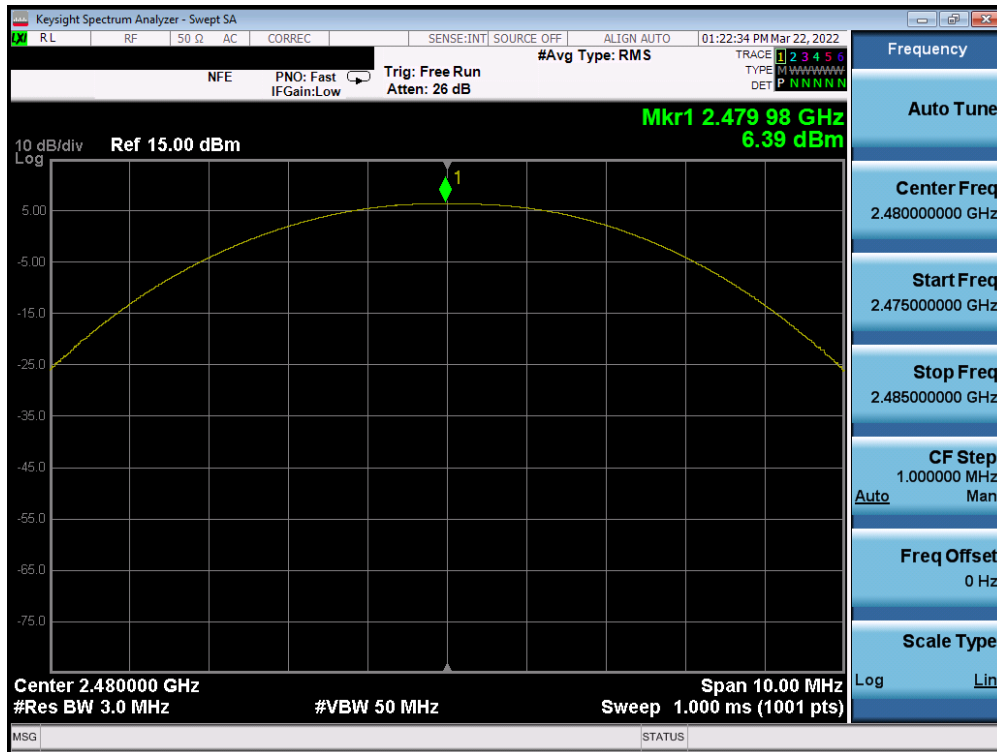 Keysight Spectrum Analyzer - Swept SA
LXI RL RF 50 Ω AC CORREC SENSE:INT SOURCE OFF ALIGN AUTO 01:22:34 PM Mar 22, 2022
NFE PNO: Fast Trig: Free Run #Avg Type: RMS TRACE 1 2 3 4 5 6
IFGain:Low Atten: 26 dB TYPE M WWWWW
DET P N N N N N
Mkr1 2.479 98 GHz
6.39 dBm
10 dB/div Ref 15.00 dBm
Log
1
5.00
-5.00
-15.0
-25.0
-35.0
-45.0
-55.0
-65.0
-75.0
Center 2.480000 GHz Span 10.00 MHz
#Res BW 3.0 MHz #VBW 50 MHz Sweep 1.000 ms (1001 pts)
MSG STATUS
Frequency
Auto Tune
Center Freq
2.480000000 GHz
Start Freq
2.475000000 GHz
Stop Freq
2.485000000 GHz
CF Step
1.000000 MHz
Auto Man
Freq Offset
0 Hz
Scale Type
Log Lin